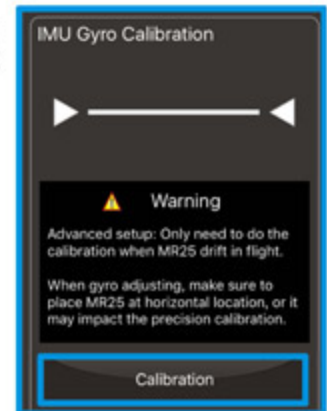 IMU Gyro Calibration
Warning
Advanced setup: Only need to do the
calibration when MR25 drift in flight.
When gyro adjusting, make sure to
place MR25 at horizontal location, or it
may impact the precision calibration.
Calibration